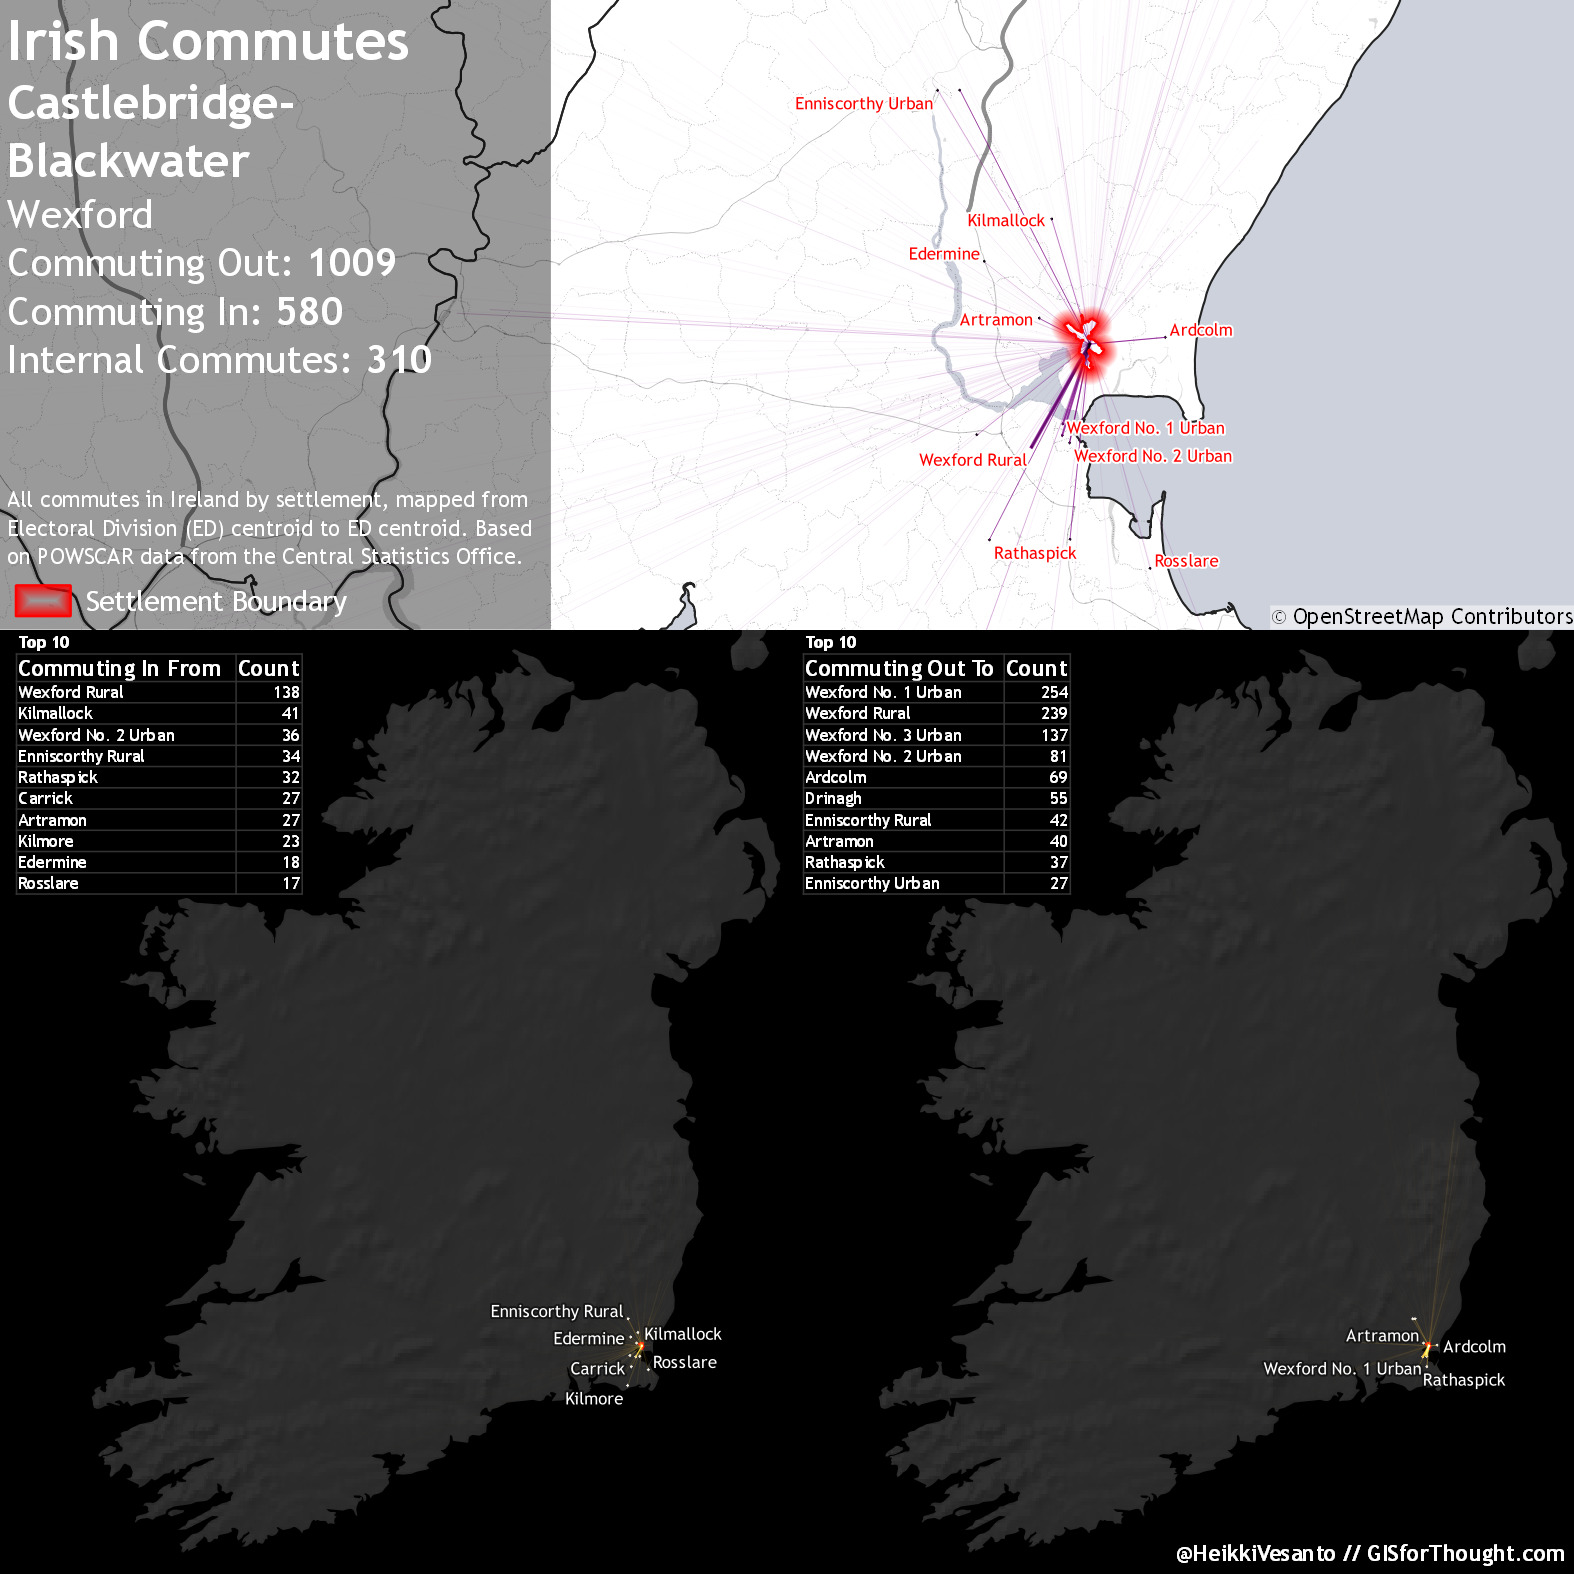 Irish Commutes
Castlebridge-
Blackwater
Wexford
Commuting Out: 1009
Commuting In: 580
Internal Commutes: 310
All commutes in Ireland by settlement, mapped from
Electoral Division (ED) centroid to ED centroid. Based
on POWSCAR data from the Central Statistics Office.
Settlement Boundary
Enniscorthy Urban
Kilmallock
Edermine
Artramon
Ardcolm
Wexford No. 1 Urban
Wexford Rural
Wexford No. 2 Urban
Rathaspick
Rosslare
© OpenStreetMap Contributors
Top 10
Commuting In From Count
Wexford Rural 138
Kilmallock 41
Wexford No. 2 Urban 36
Enniscorthy Rural 34
Rathaspick 32
Carrick 27
Artramon 27
Kilmore 23
Edermine 18
Rosslare 17
Top 10
Commuting Out To Count
Wexford No. 1 Urban 254
Wexford Rural 239
Wexford No. 3 Urban 137
Wexford No. 2 Urban 81
Ardcolm 69
Drinagh 55
Enniscorthy Rural 42
Artramon 40
Rathaspick 37
Enniscorthy Urban 27
Enniscorthy Rural
Kilmallock
Edermine
Rosslare
Carrick
Kilmore
Artramon
Ardcolm
Wexford No. 1 Urban
Rathaspick
@HeikkiVesanto // GISforThought.com